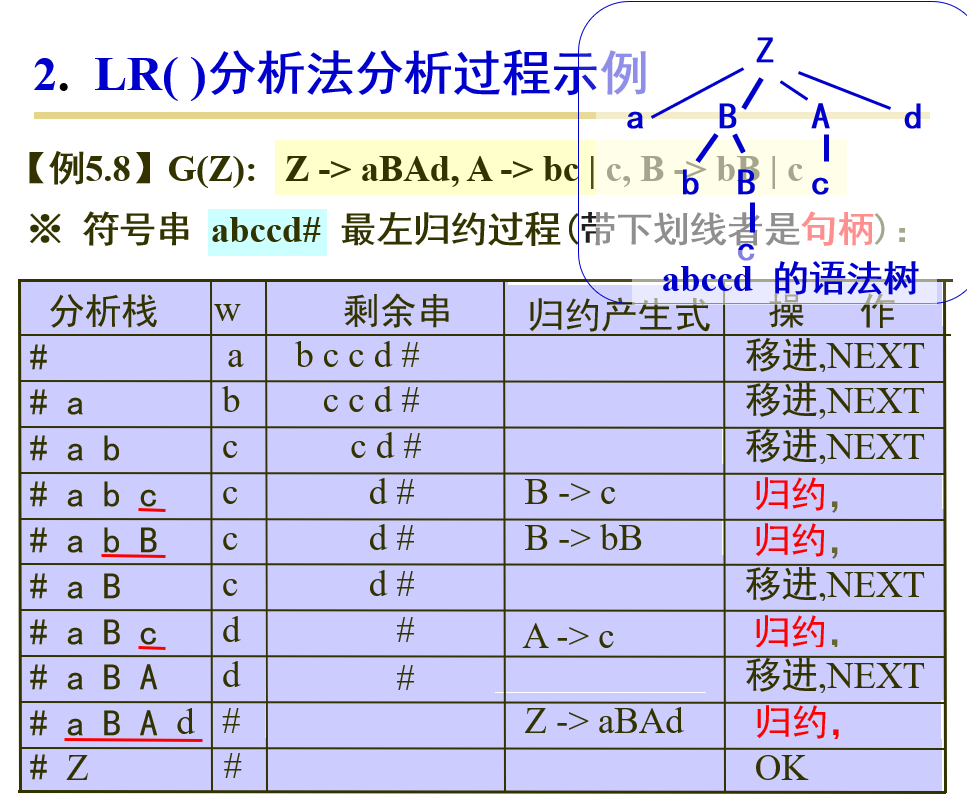 2. LR( )分析法分析过程示例
Z
a B A d
【例5.8】G(Z): Z -> aBAd, A -> bc | c, B -> bB | c
b B c
※ 符号串 abccd# 最左归约过程(带下划线者是句柄):
c
abccd 的语法树
分析栈 w 剩余串 归约产生式 操 作
# a b c c d # 移进,NEXT
# a b c c d # 移进,NEXT
# a b c c d # 移进,NEXT
# a b c c d # B -> c 归约,
# a b B c d # B -> bB 归约,
# a B c d # 移进,NEXT
# a B c d # A -> c 归约,
# a B A d # 移进,NEXT
# a B A d # Z -> aBAd 归约,
# Z # OK